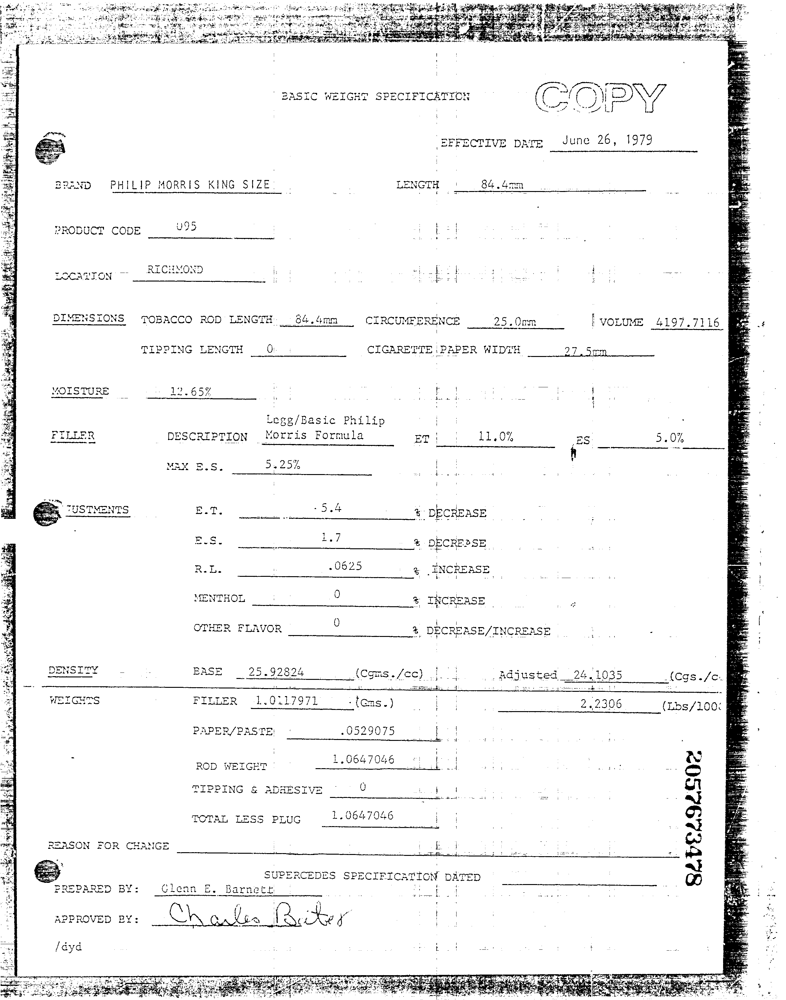 BASIC WEIGHT SPECIFICATION COPY
EFFECTIVE DATE June 26, 1979
BRAND PHILIP MORRIS KING SIZE LENGTH 84.4mm
PRODUCT CODE 095
LOCATION RICHMOND
DIMENSIONS TOBACCO ROD LENGTH 84.4mm CIRCUMFERENCE 25.0mm VOLUME 4197.7116
TIPPING LENGTH 0 CIGARETTE PAPER WIDTH 27.5mm
MOISTURE 12.65%
Legg/Basic Philip
FILLER DESCRIPTION Morris Formula ET 11.0% ES 5.0%
MAX E.S. 5.25%
JUSTMENTS E.T. 5.4 % DECREASE
E.S. 1.7 % DECREASE
R.L. .0625 % INCREASE
MENTHOL 0 % INCREASE
OTHER FLAVOR 0 % DECREASE/INCREASE
DENSITY BASE 25.92824 (Cgms./cc) Adjusted 24.1035 (Cgs./c
WEIGHTS FILLER 1.0117971 (Gms.) 2.2306 (Lbs/100
PAPER/PASTE .0529075
ROD WEIGHT 1.0647046
TIPPING & ADHESIVE 0
TOTAL LESS PLUG 1.0647046
REASON FOR CHANGE
SUPERCEDES SPECIFICATION DATED
PREPARED BY: Glenn E. Barnett
APPROVED BY: Charles Bates
/dyd
2057673478